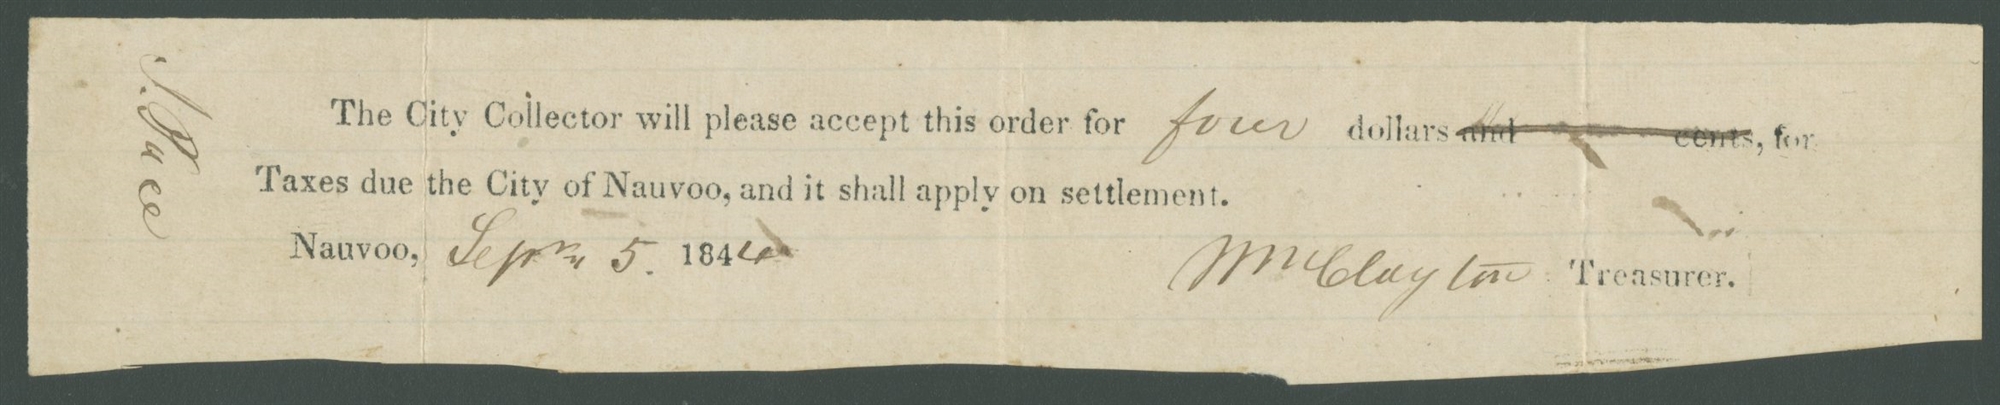 The City Collector will please accept this order for four dollars and cents, for
Taxes due the City of Nauvoo, and it shall apply on settlement.
Nauvoo, Sepr. 5. 1844
Wm Clayton Treasurer.